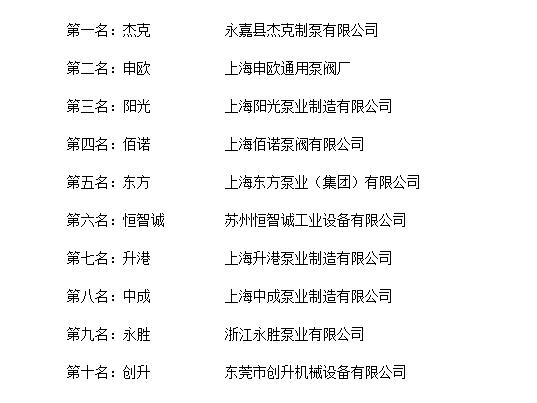 第一名：杰克 永嘉县杰克制泵有限公司
第二名：申欧 上海申欧通用泵阀厂
第三名：阳光 上海阳光泵业制造有限公司
第四名：佰诺 上海佰诺泵阀有限公司
第五名：东方 上海东方泵业（集团）有限公司
第六名：恒智诚 苏州恒智诚工业设备有限公司
第七名：升港 上海升港泵业制造有限公司
第八名：中成 上海中成泵业制造有限公司
第九名：永胜 浙江永胜泵业有限公司
第十名：创升 东莞市创升机械设备有限公司